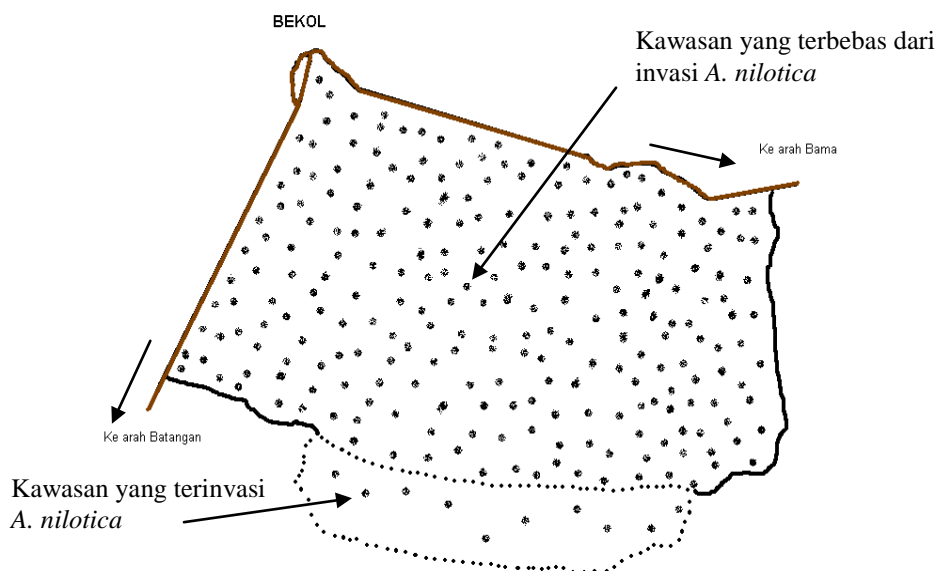 BEKOL
Kawasan yang terbebas dari
invasi A. nilotica
Ke arah Bama
Ke arah Batangan
Kawasan yang terinvasi
A. nilotica